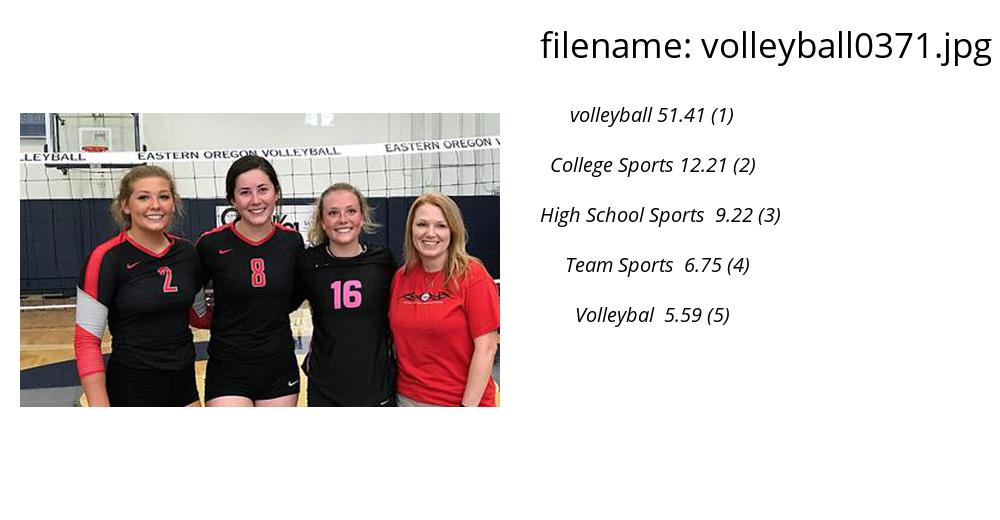 filename: volleyball0371.jpg
volleyball 51.41 (1)
College Sports 12.21 (2)
High School Sports 9.22 (3)
Team Sports 6.75 (4)
Volleybal 5.59 (5)
LLEYBALL
EASTERN OREGON VOLLEYBALL
EASTERN OREGON V
2
8
16